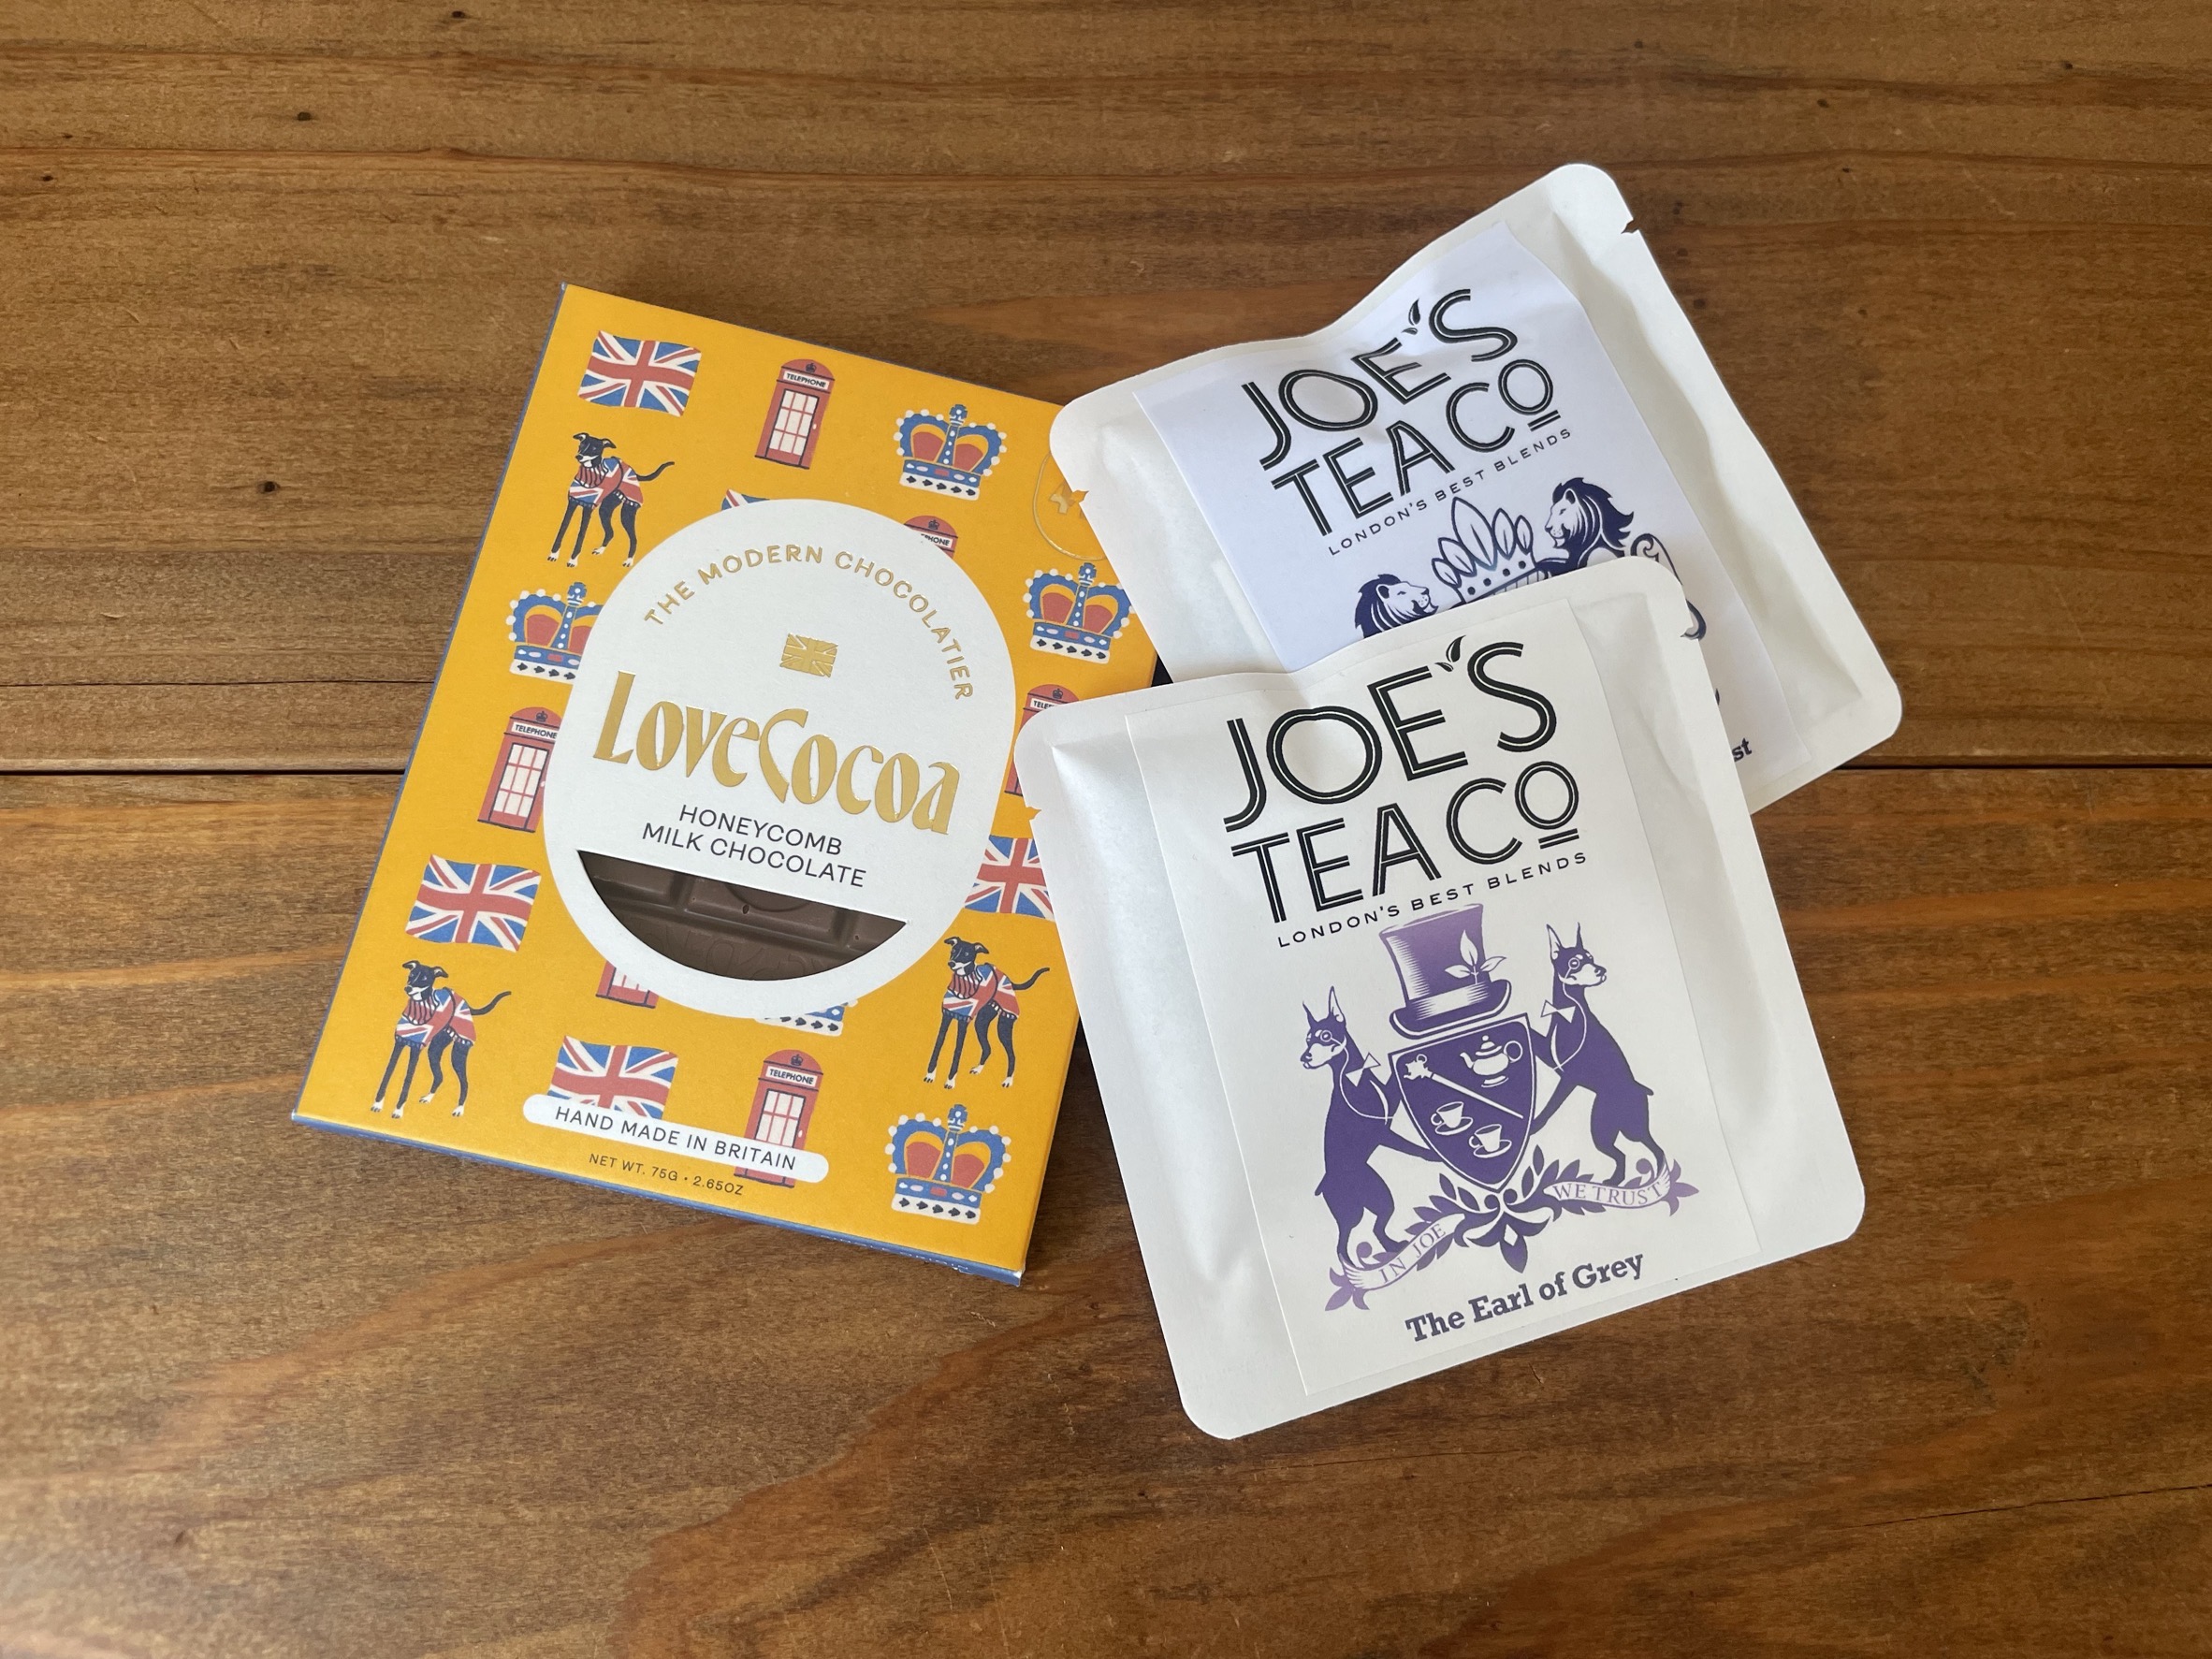 THE MODERN CHOCOLATIER
LoveCocoa
HONEYCOMB
MILK CHOCOLATE
HAND MADE IN BRITAIN
NET WT. 75G • 2.65OZ
TELEPHONE
TELEPHONE
TELEPHONE
JOE'S
TEA CO
LONDON'S BEST BLENDS
st
JOE'S
TEA CO
LONDON'S BEST BLENDS
IN JOE
WE TRUST
The Earl of Grey